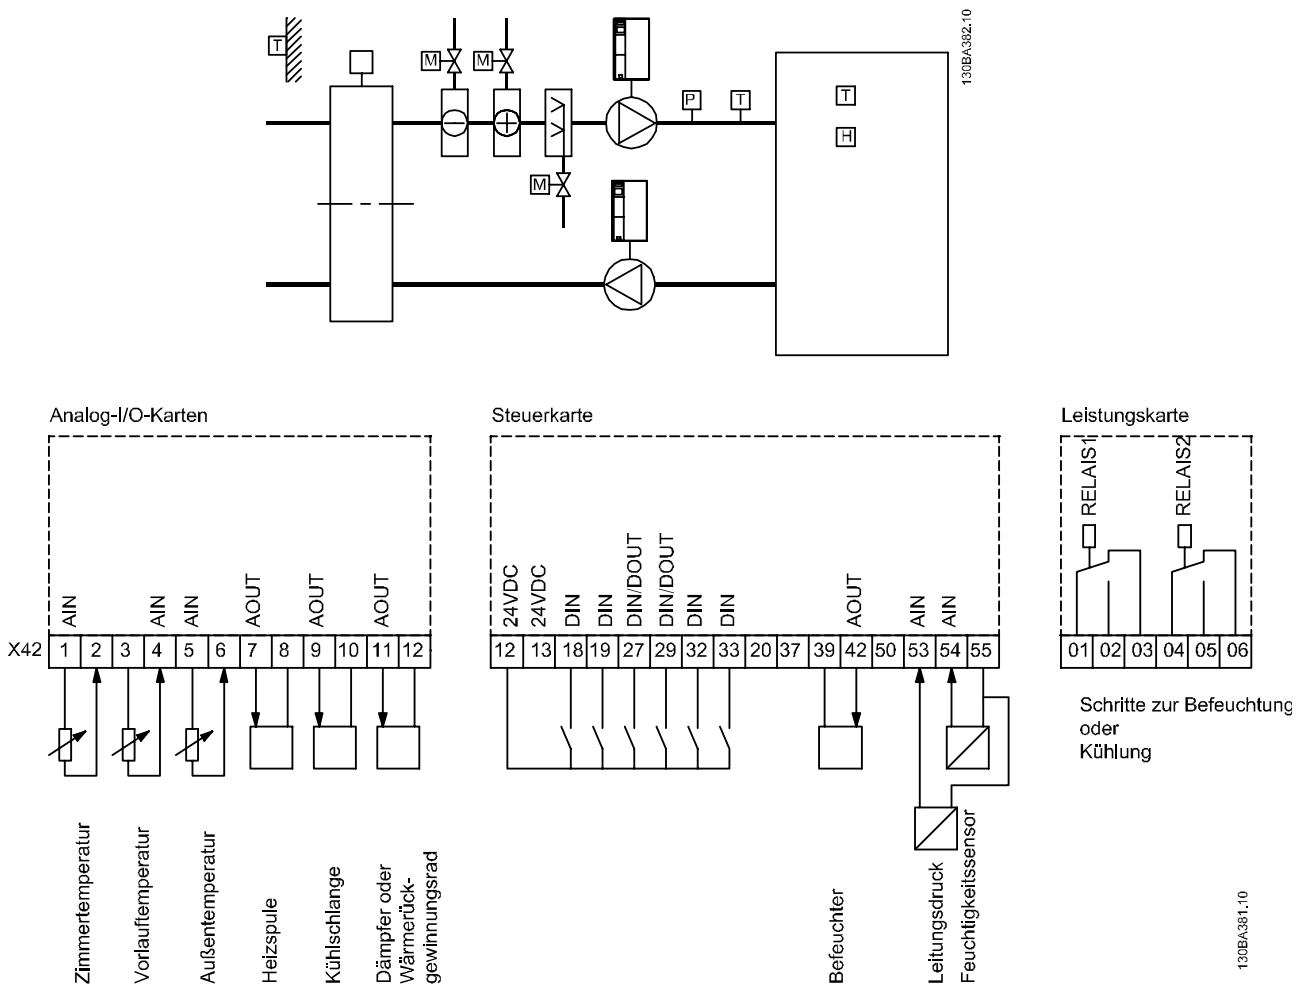 130BA382.10
T
M
M
P
T
T
H
M
Analog-I/O-Karten
Steuerkarte
Leistungskarte
RELAIS1
RELAIS2
AIN
AIN
AIN
AOUT
AOUT
AOUT
24VDC
24VDC
DIN
DIN
DIN/DOUT
DIN/DOUT
DIN
DIN
AOUT
AIN
AIN
X42
1 2 3 4 5 6 7 8 9 10 11 12
12 13 18 19 27 29 32 33 20 37 39 42 50 53 54 55
01 02 03 04 05 06
Schritte zur Befeuchtung
oder
Kühlung
Zimmertemperatur
Vorlauftemperatur
Außentemperatur
Heizspule
Kühlschlange
Dämpfer oder
Wärmerück-
gewinnungsrad
Befeuchter
Leitungsdruck
Feuchtigkeitssensor
130BA381.10